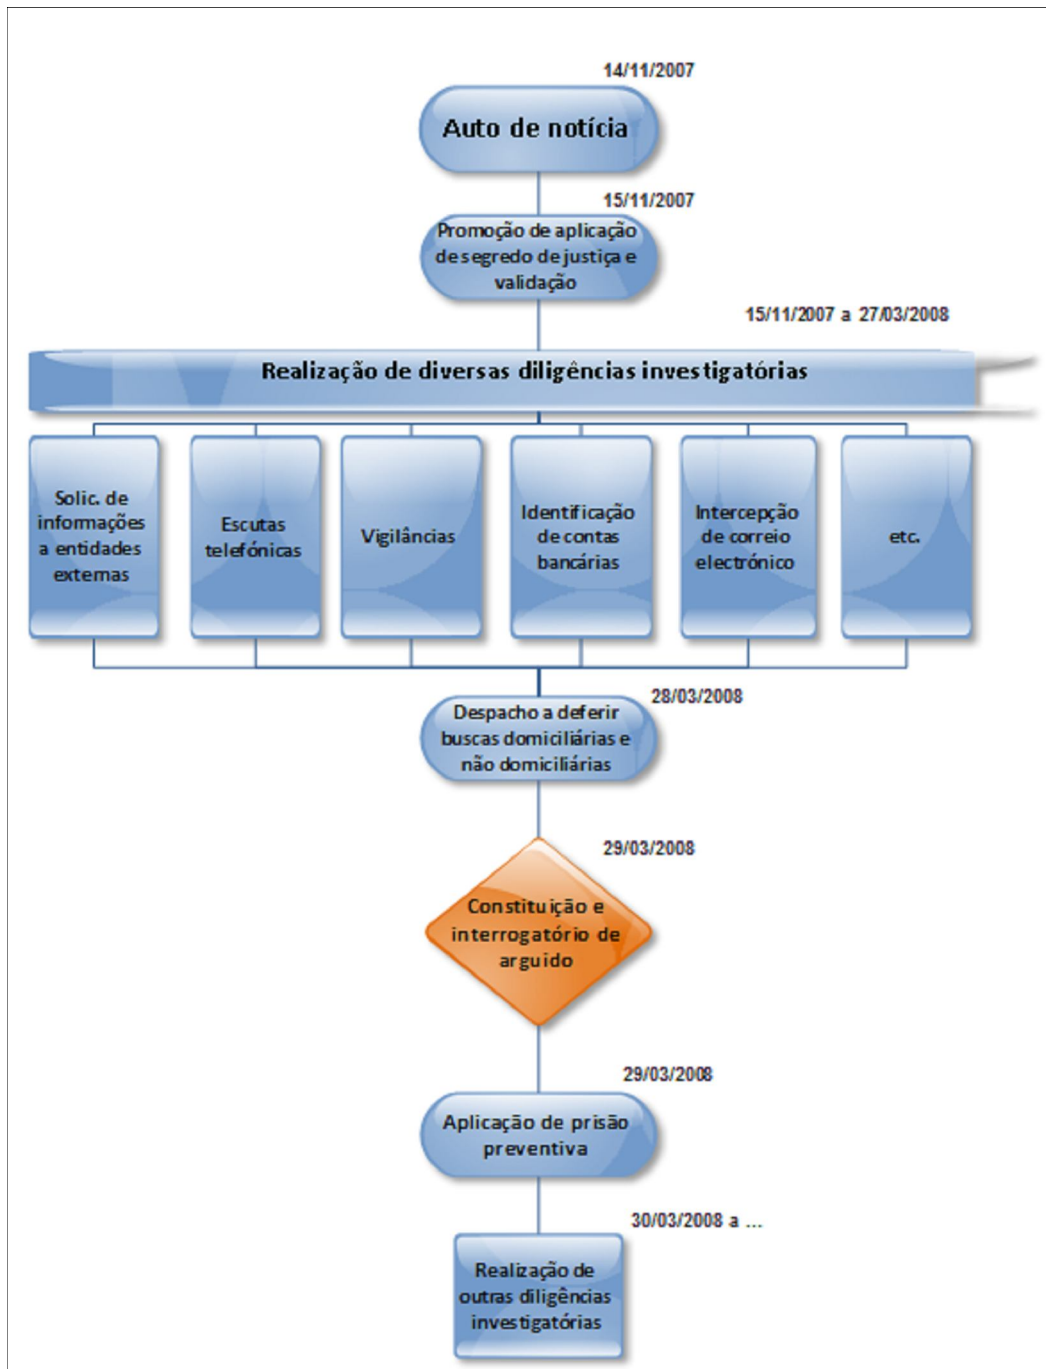 14/11/2007
Auto de notícia
15/11/2007
Promoção de aplicação
de segredo de justiça e
validação
15/11/2007 a 27/03/2008
Realização de diversas diligências investigatórias
Solic. de
informações
a entidades
externas
Escutas
telefónicas
Vigilâncias
Identificação
de contas
bancárias
Intercepção
de correio
electrónico
etc.
28/03/2008
Despacho a deferir
buscas domiciliárias e
não domiciliárias
29/03/2008
Constituição e
interrogatório de
arguido
29/03/2008
Aplicação de prisão
preventiva
30/03/2008 a ...
Realização de
outras diligências
investigatórias